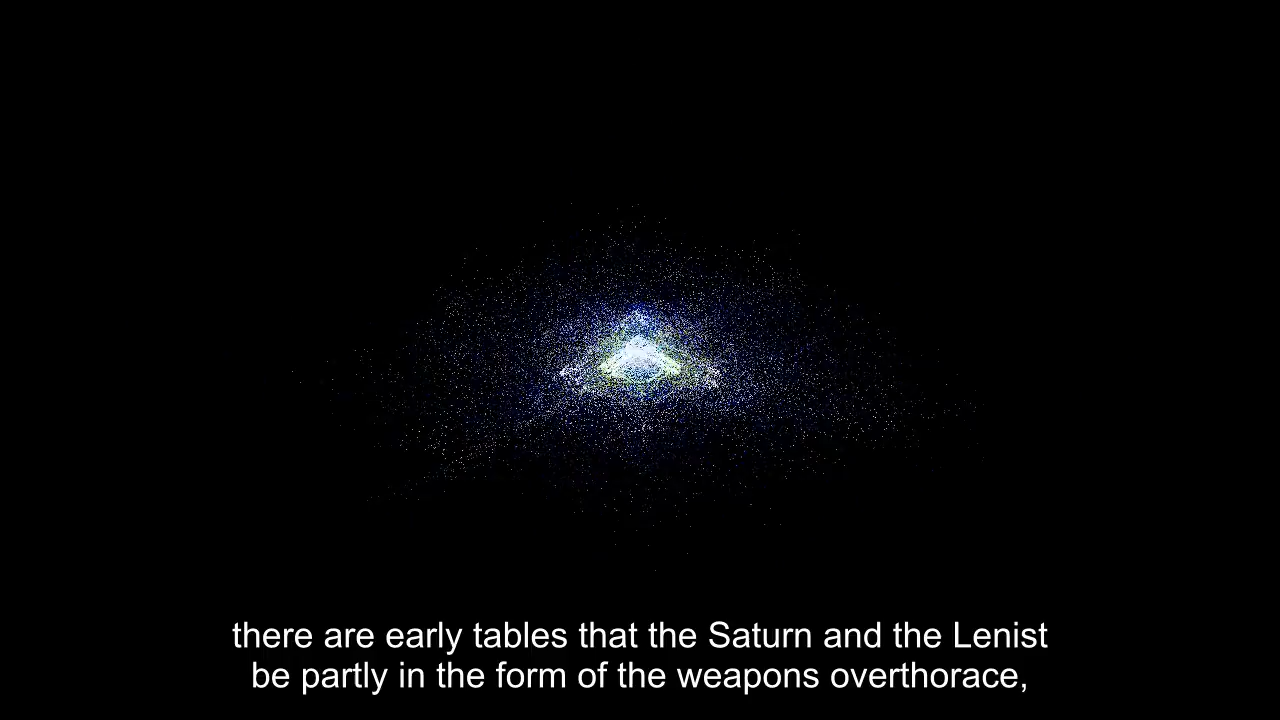 there are early tables that the Saturn and the Lenist
be partly in the form of the weapons overthorace,